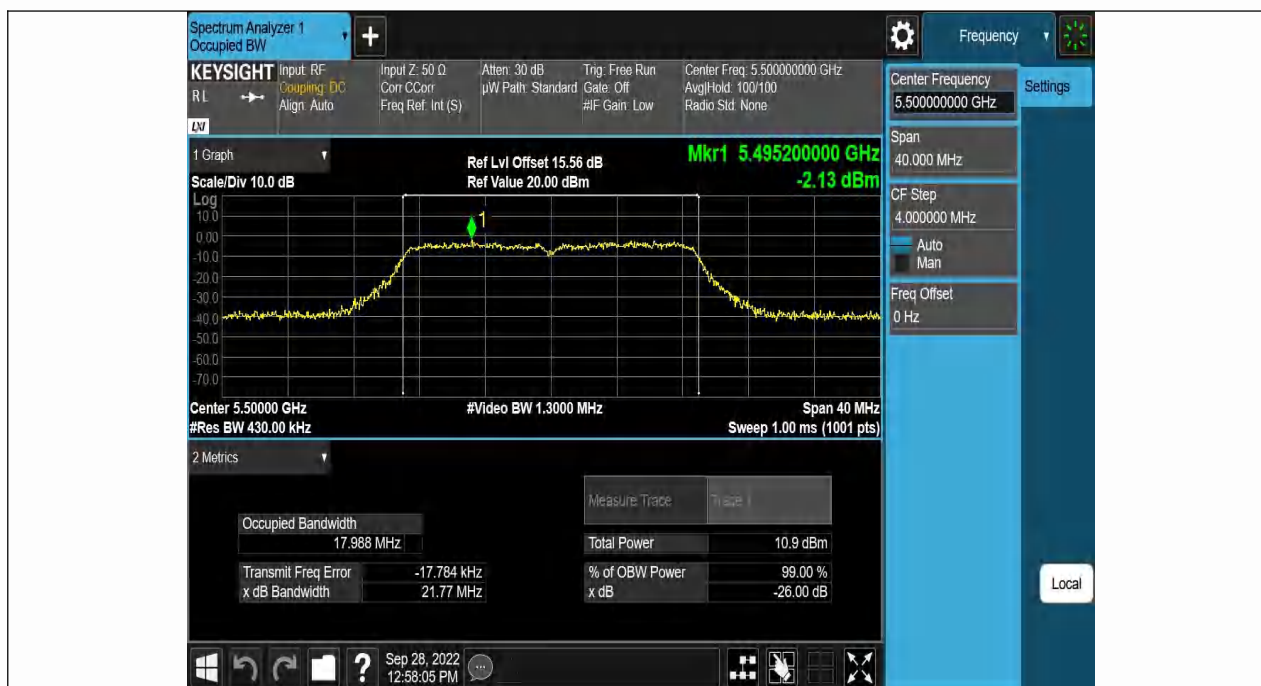 Spectrum Analyzer 1
Occupied BW
+
Frequency
KEYSIGHT
RL
LXI
Input: RF
Coupling: DC
Align: Auto
Input Z: 50 Ω
Corr CCorr
Freq Ref: Int (S)
Atten: 30 dB
µW Path: Standard
Trig: Free Run
Gate: Off
#IF Gain: Low
Center Freq: 5.500000000 GHz
Avg|Hold: 100/100
Radio Std: None
Center Frequency
5.500000000 GHz
Settings
Span
40.000 MHz
CF Step
4.000000 MHz
Auto
Man
Freq Offset
0 Hz
Local
1 Graph
Scale/Div 10.0 dB
Ref Lvl Offset 15.56 dB
Ref Value 20.00 dBm
Mkr1 5.495200000 GHz
-2.13 dBm
Log
10.0
0.00
-10.0
-20.0
-30.0
-40.0
-50.0
-60.0
-70.0
1
Center 5.50000 GHz
#Res BW 430.00 kHz
#Video BW 1.3000 MHz
Span 40 MHz
Sweep 1.00 ms (1001 pts)
2 Metrics
Measure Trace
Trace 1
Occupied Bandwidth
17.988 MHz
Total Power 10.9 dBm
Transmit Freq Error -17.784 kHz
% of OBW Power 99.00 %
x dB Bandwidth 21.77 MHz
x dB -26.00 dB
?
Sep 28, 2022
12:58:05 PM